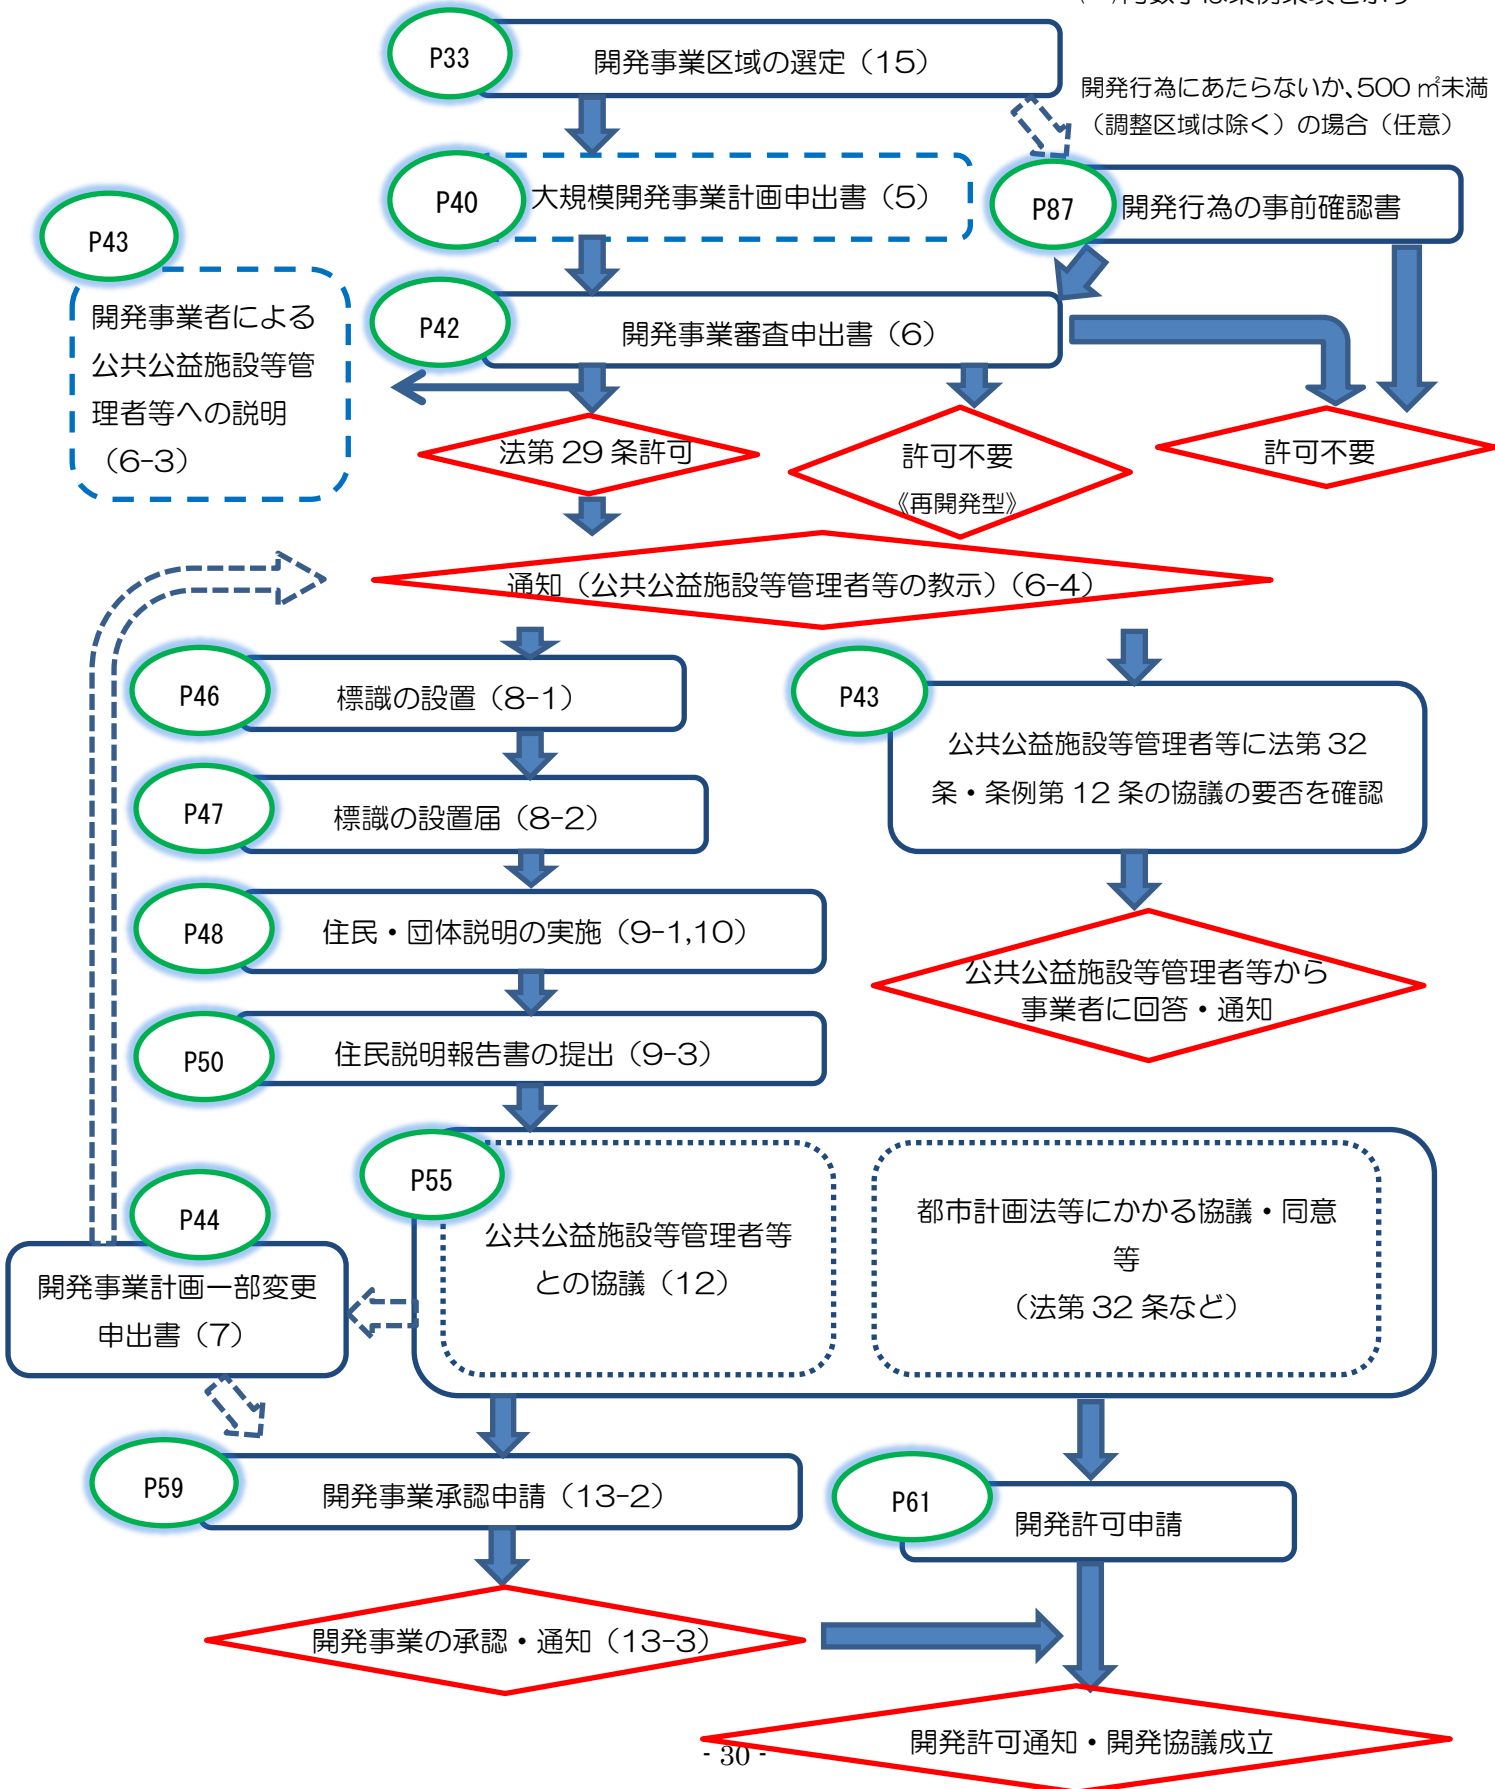 P33
開発事業区域の選定（15）
開発行為にあたらないか、500 ㎡未満
（調整区域は除く）の場合（任意）
P40
大規模開発事業計画申出書（5）
P87
開発行為の事前確認書
P43
開発事業者による
公共公益施設等管
理者等への説明
（6-3）
P42
開発事業審査申出書（6）
法第 29 条許可
許可不要
《再開発型》
許可不要
通知（公共公益施設等管理者等の教示）（6-4）
P46
標識の設置（8-1）
P43
公共公益施設等管理者等に法第 32
条・条例第 12 条の協議の要否を確認
P47
標識の設置届（8-2）
P48
住民・団体説明の実施（9-1,10）
公共公益施設等管理者等から
事業者に回答・通知
P50
住民説明報告書の提出（9-3）
P55
公共公益施設等管理者等
との協議（12）
都市計画法等にかかる協議・同意
等
（法第 32 条など）
P44
開発事業計画一部変更
申出書（7）
P59
開発事業承認申請（13-2）
P61
開発許可申請
開発事業の承認・通知（13-3）
開発許可通知・開発協議成立
- 30 -